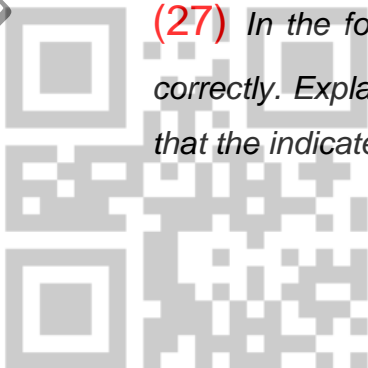 (27) In the fo
correctly. Expla
that the indicate